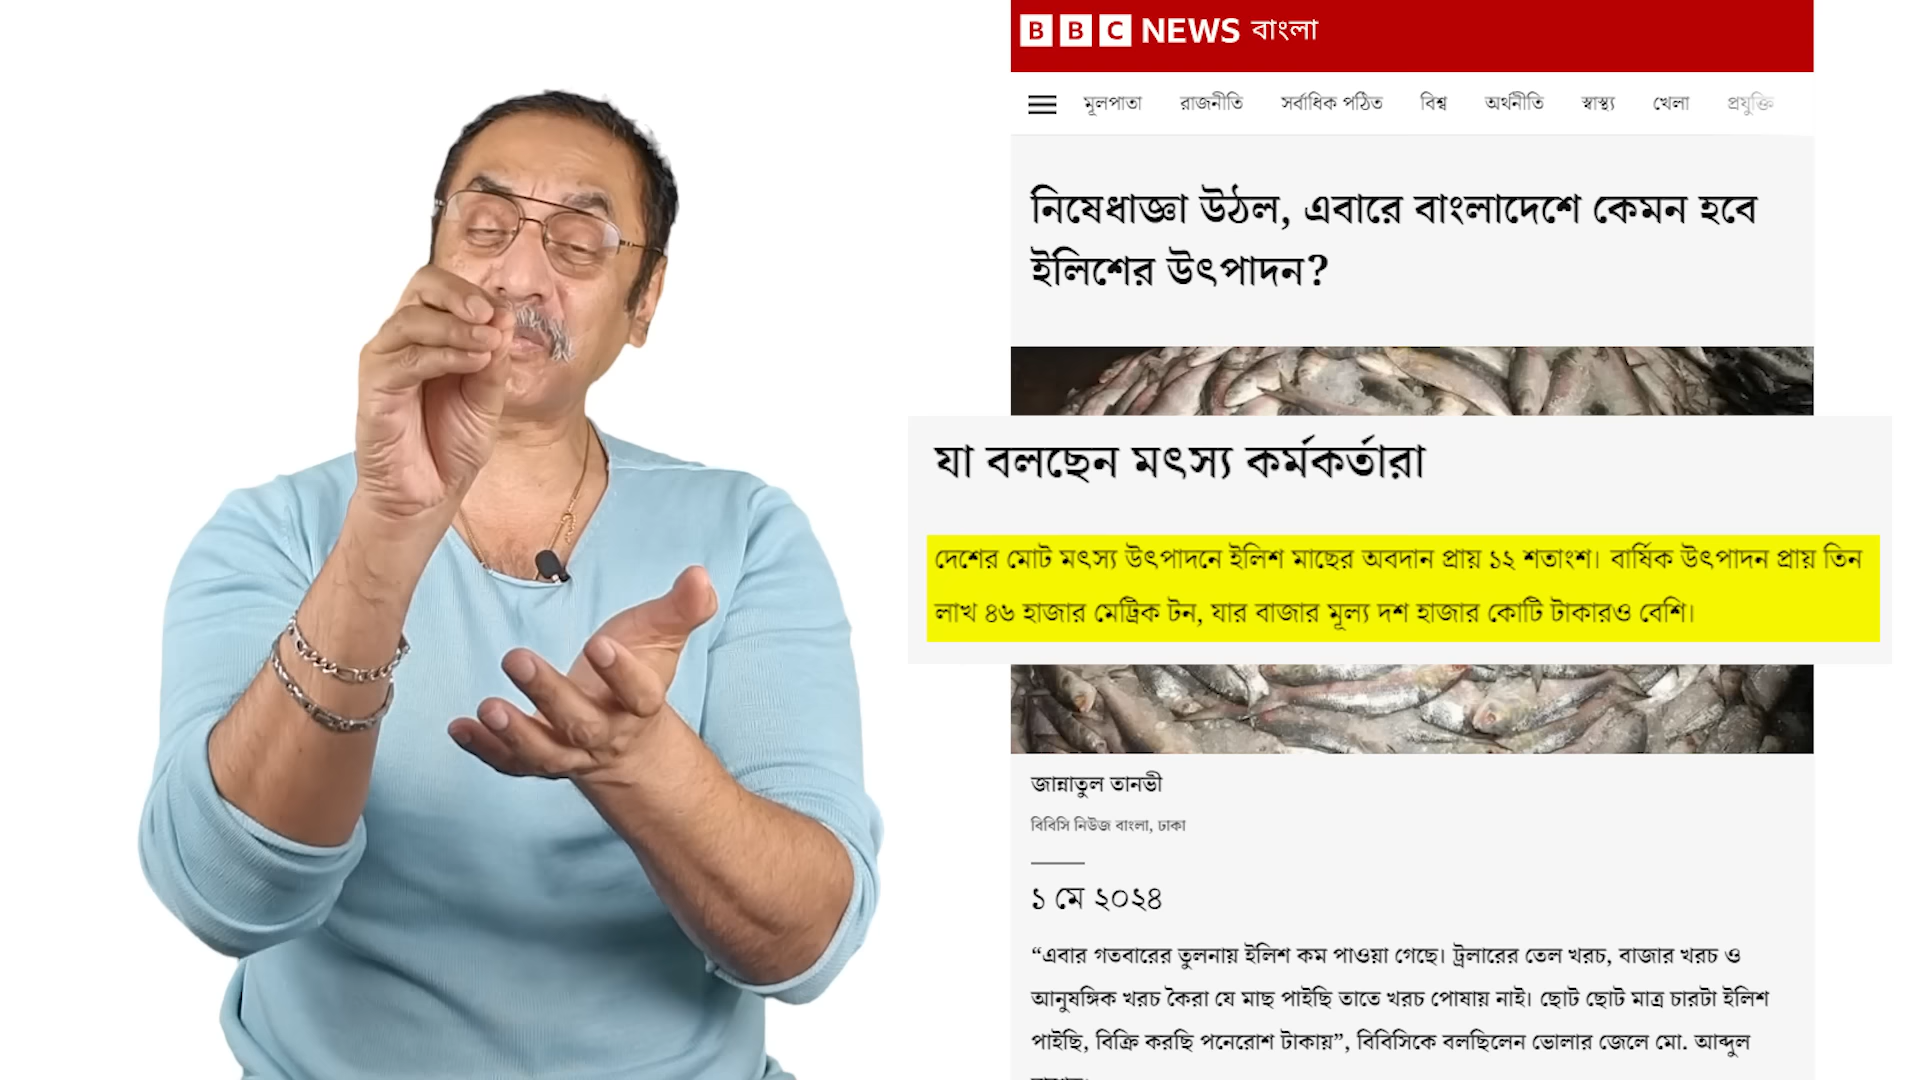 BBC NEWS বাংলা
মূলপাতা রাজনীতি সর্বাধিক পঠিত বিশ্ব অর্থনীতি স্বাস্থ্য খেলা প্রযুক্তি
নিষেধাজ্ঞা উঠল, এবারে বাংলাদেশে কেমন হবে
ইলিশের উৎপাদন?
যা বলছেন মৎস্য কর্মকর্তারা
দেশের মোট মৎস্য উৎপাদনে ইলিশ মাছের অবদান প্রায় ১২ শতাংশ। বার্ষিক উৎপাদন প্রায় তিন
লাখ ৪৬ হাজার মেট্রিক টন, যার বাজার মূল্য দশ হাজার কোটি টাকারও বেশি।
জান্নাতুল তানভী
বিবিসি নিউজ বাংলা, ঢাকা
১ মে ২০২৪
“এবার গতবারের তুলনায় ইলিশ কম পাওয়া গেছে। ট্রলারের তেল খরচ, বাজার খরচ ও
আনুষঙ্গিক খরচ কৈরা যে মাছ পাইছি তাতে খরচ পোষায় নাই। ছোট ছোট মাত্র চারটা ইলিশ
পাইছি, বিক্রি করছি পনেরোশ টাকায়”, বিবিসিকে বলছিলেন ভোলার জেলে মো. আব্দুল